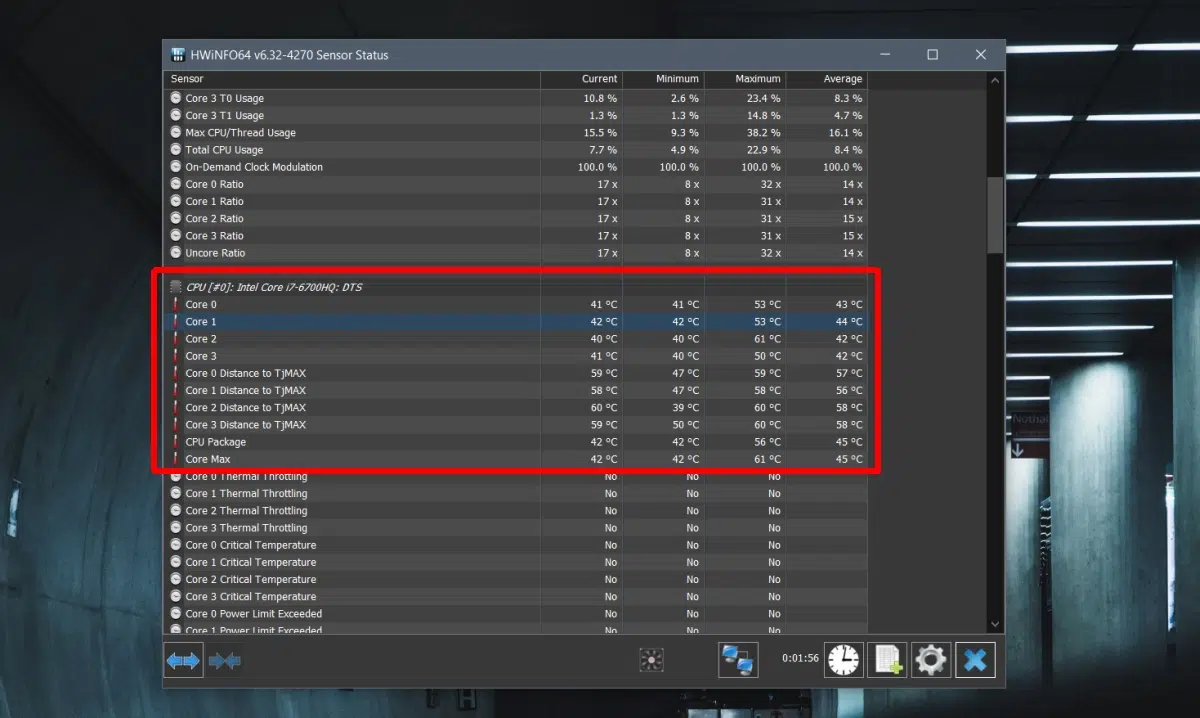 HWiNFO64 v6.32-4270 Sensor Status
Sensor Current Minimum Maximum Average
Core 3 T0 Usage 10.8 % 2.6 % 23.4 % 8.3 %
Core 3 T1 Usage 1.3 % 1.3 % 14.8 % 4.7 %
Max CPU/Thread Usage 15.5 % 9.3 % 38.2 % 16.1 %
Total CPU Usage 7.7 % 4.9 % 22.9 % 8.4 %
On-Demand Clock Modulation 100.0 % 100.0 % 100.0 % 100.0 %
Core 0 Ratio 17 x 8 x 32 x 14 x
Core 1 Ratio 17 x 8 x 31 x 14 x
Core 2 Ratio 17 x 8 x 31 x 15 x
Core 3 Ratio 17 x 8 x 31 x 15 x
Uncore Ratio 17 x 8 x 32 x 14 x
CPU [#0]: Intel Core i7-6700HQ: DTS
Core 0 41 °C 41 °C 53 °C 43 °C
Core 1 42 °C 42 °C 53 °C 44 °C
Core 2 40 °C 40 °C 61 °C 42 °C
Core 3 41 °C 40 °C 50 °C 42 °C
Core 0 Distance to TjMAX 59 °C 47 °C 59 °C 57 °C
Core 1 Distance to TjMAX 58 °C 47 °C 58 °C 56 °C
Core 2 Distance to TjMAX 60 °C 39 °C 60 °C 58 °C
Core 3 Distance to TjMAX 59 °C 50 °C 60 °C 58 °C
CPU Package 42 °C 42 °C 56 °C 45 °C
Core Max 42 °C 42 °C 61 °C 45 °C
Core 0 Thermal Throttling No No No
Core 1 Thermal Throttling No No No
Core 2 Thermal Throttling No No No
Core 3 Thermal Throttling No No No
Core 0 Critical Temperature No No No
Core 1 Critical Temperature No No No
Core 2 Critical Temperature No No No
Core 3 Critical Temperature No No No
Core 0 Power Limit Exceeded No No No
Core 1 Power Limit Exceeded No No No
0:01:56